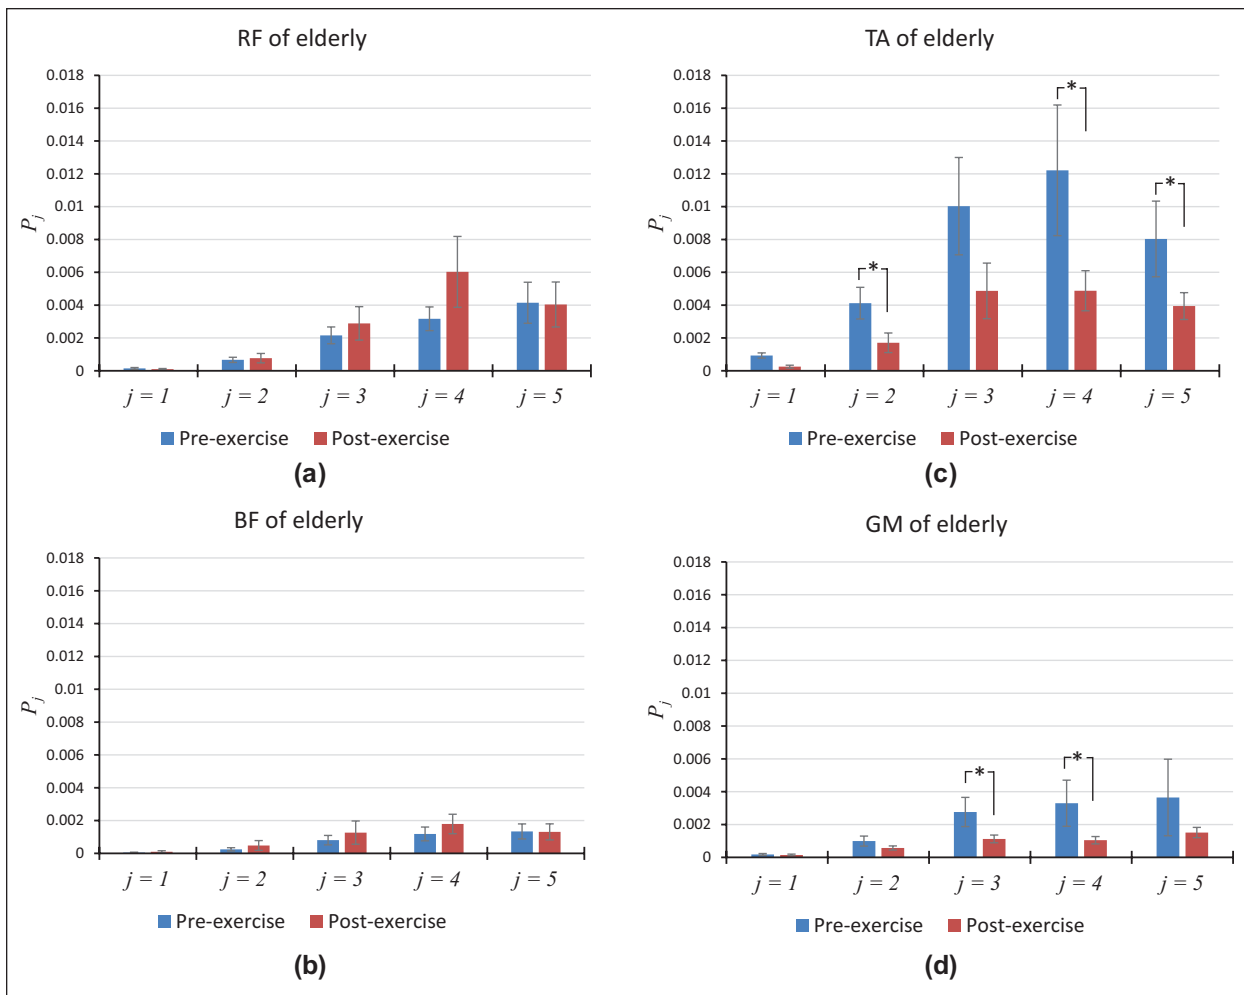 RF of elderly
0.018
0.016
0.014
0.012
0.01
0.008
0.006
0.004
0.002
0
P_j
j = 1 j = 2 j = 3 j = 4 j = 5
Pre-exercise Post-exercise
(a)
TA of elderly
0.018
0.016
0.014
0.012
0.01
0.008
0.006
0.004
0.002
0
P_j
* * *
j = 1 j = 2 j = 3 j = 4 j = 5
Pre-exercise Post-exercise
(c)
BF of elderly
0.018
0.016
0.014
0.012
0.01
0.008
0.006
0.004
0.002
0
P_j
j = 1 j = 2 j = 3 j = 4 j = 5
Pre-exercise Post-exercise
(b)
GM of elderly
0.018
0.016
0.014
0.012
0.01
0.008
0.006
0.004
0.002
0
P_j
* *
j = 1 j = 2 j = 3 j = 4 j = 5
Pre-exercise Post-exercise
(d)